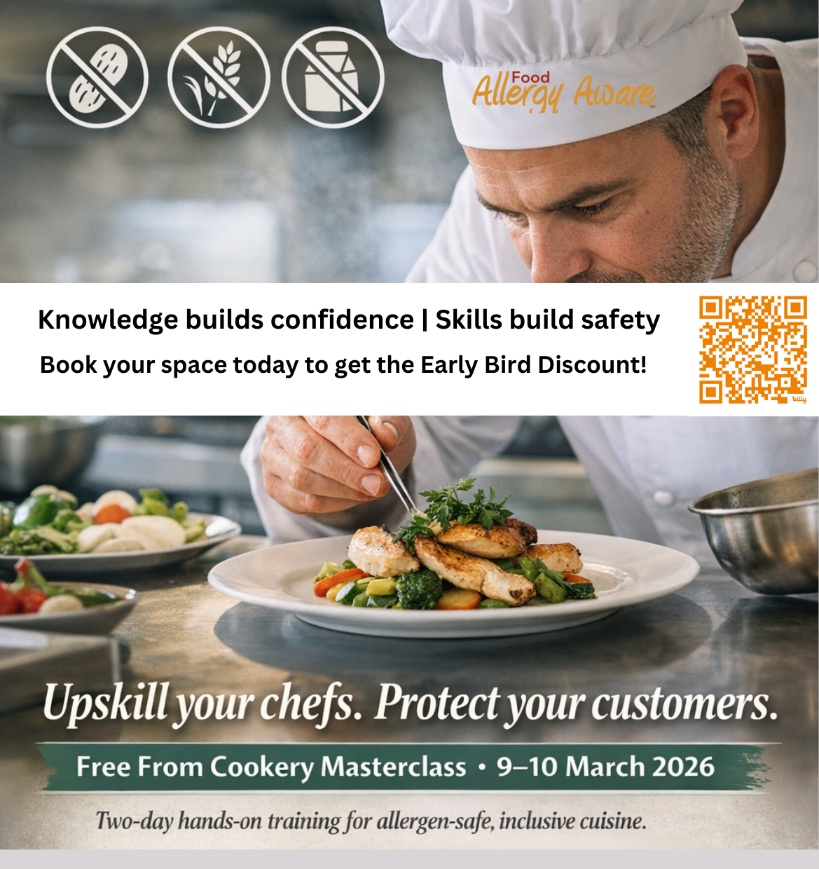 Food
Allergy Aware™
Knowledge builds confidence | Skills build safety
Book your space today to get the Early Bird Discount!
bitly
Upskill your chefs. Protect your customers.
Free From Cookery Masterclass • 9–10 March 2026
Two-day hands-on training for allergen-safe, inclusive cuisine.